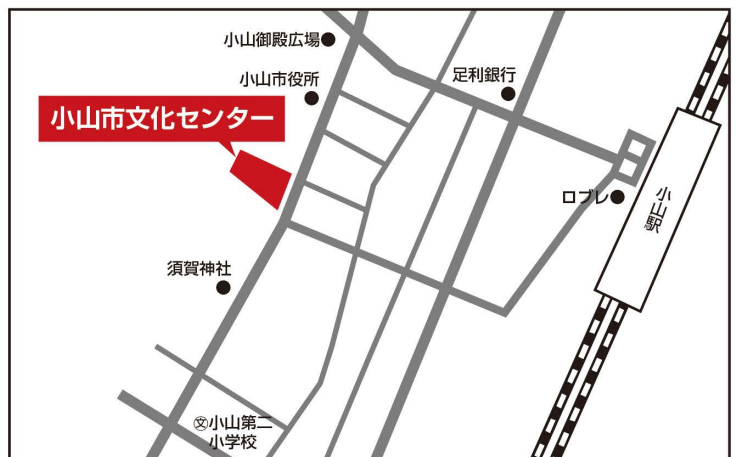 小山御殿広場
小山市役所
足利銀行
小山市文化センター
ロブレ
小山駅
須賀神社
文小山第二
小学校